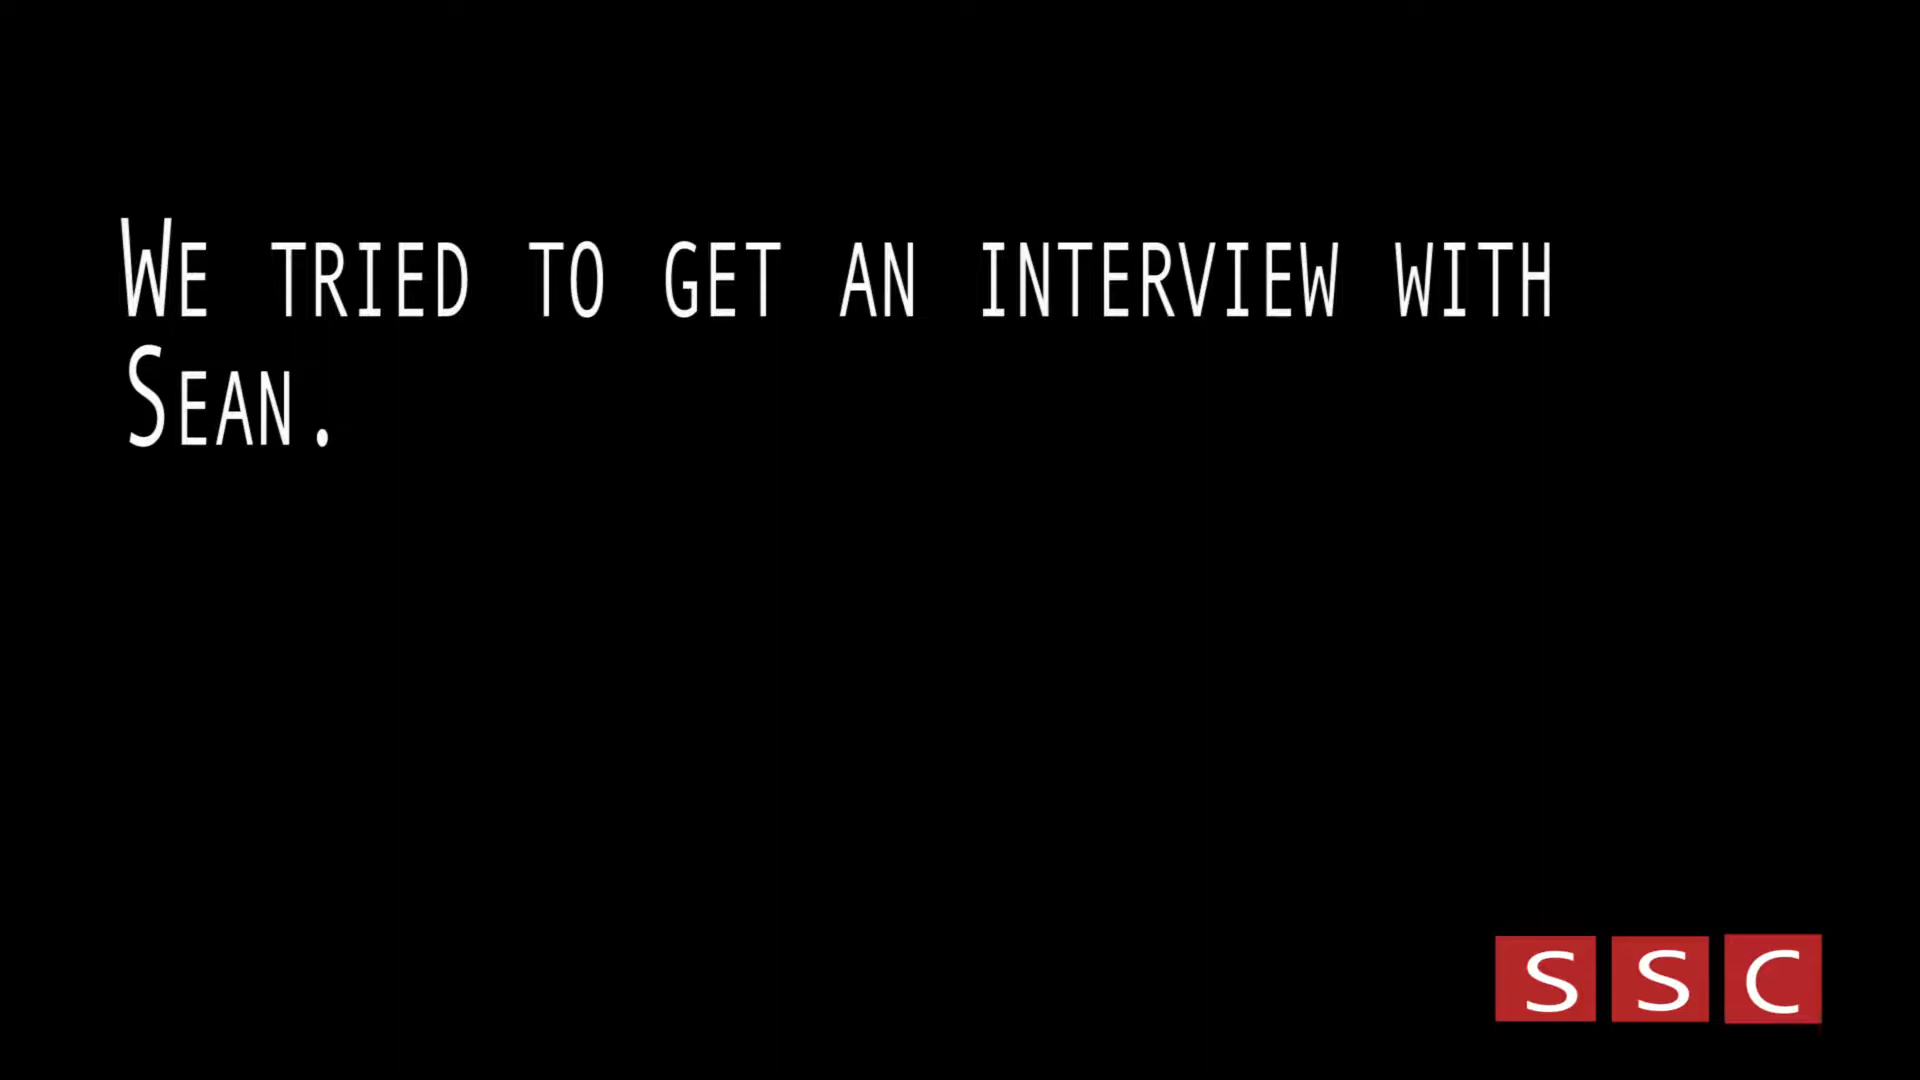 We tried to get an interview with
Sean.
SSC